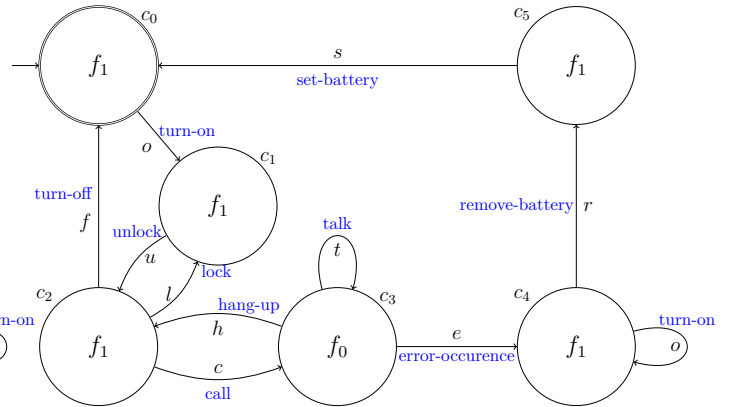 c0
c5
f1
f1
s
set-battery
turn-on
o
c1
f1
turn-off
f
unlock
u
lock
l
talk
t
remove-battery
r
c2
c3
c4
hang-up
h
f1
f0
f1
e
error-occurence
c
call
turn-on
o
n-on